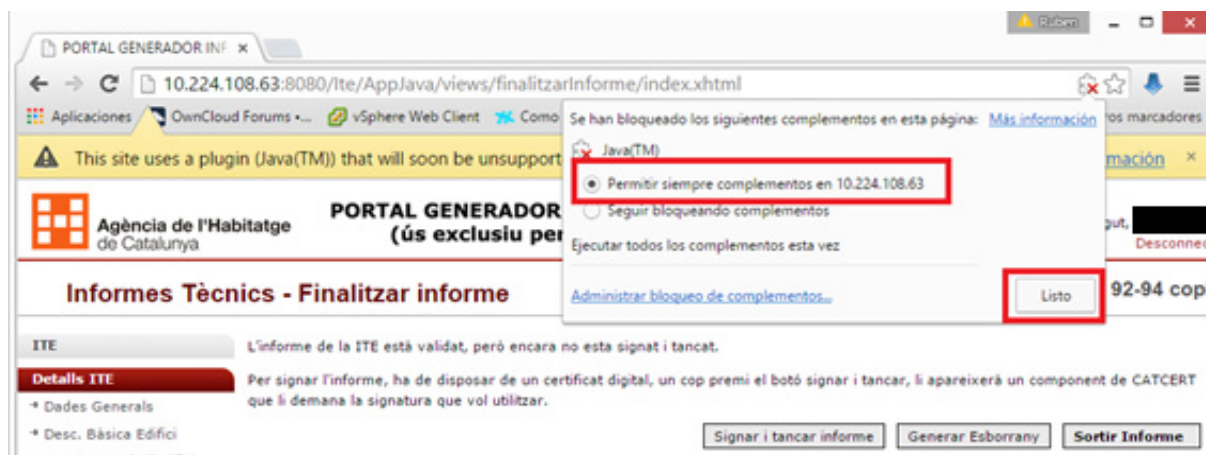 Ruben
PORTAL GENERADOR INF
10.224.108.63:8080/Ite/AppJava/views/finalitzarInforme/index.xhtml
Aplicaciones OwnCloud Forums •... vSphere Web Client Como
ros marcadores
Se han bloqueado los siguientes complementos en esta página: Más información
Java(TM)
Permitir siempre complementos en 10.224.108.63
Seguir bloqueando complementos
Ejecutar todos los complementos esta vez
Administrar bloqueo de complementos...
Listo
This site uses a plugin (Java(TM)) that will soon be unsupport
mación
Agència de l'Habitatge
de Catalunya
PORTAL GENERADOR
(ús exclusiu per
gut,
Desconnec
Informes Tècnics - Finalitzar informe
92-94 cop
ITE
L'informe de la ITE està validat, però encara no esta signat i tancat.
Detalls ITE
Per signar l'informe, ha de disposar de un certificat digital, un cop premi el botó signar i tancar, li apareixerà un component de CATCERT
que li demana la signatura que vol utilitzar.
Dades Generals
Desc. Bàsica Edifici
Signar i tancar informe Generar Esborrany Sortir Informe